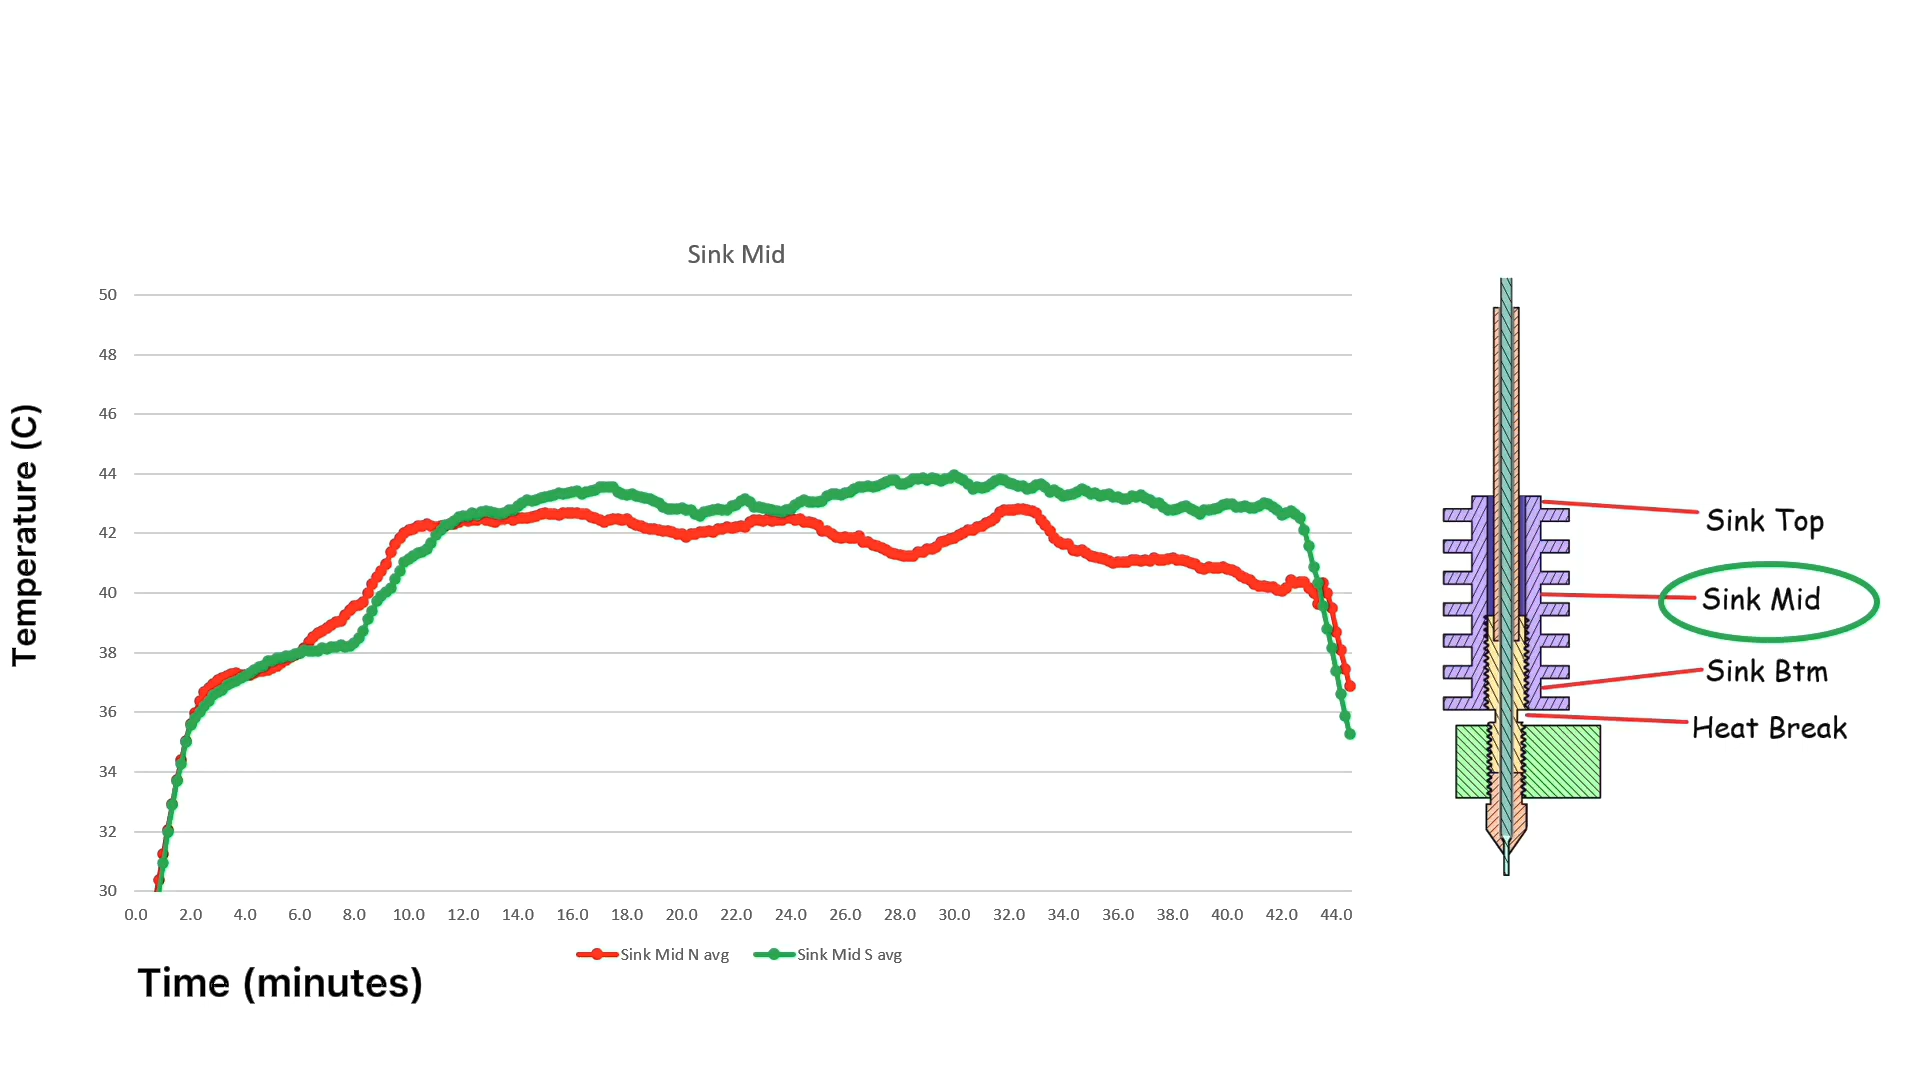 Sink Mid
50
48
46
44
42
40
38
36
34
32
30
Temperature (C)
0.0 2.0 4.0 6.0 8.0 10.0 12.0 14.0 16.0 18.0 20.0 22.0 24.0 26.0 28.0 30.0 32.0 34.0 36.0 38.0 40.0 42.0 44.0
Sink Mid N avg Sink Mid S avg
Time (minutes)
Sink Top
Sink Mid
Sink Btm
Heat Break